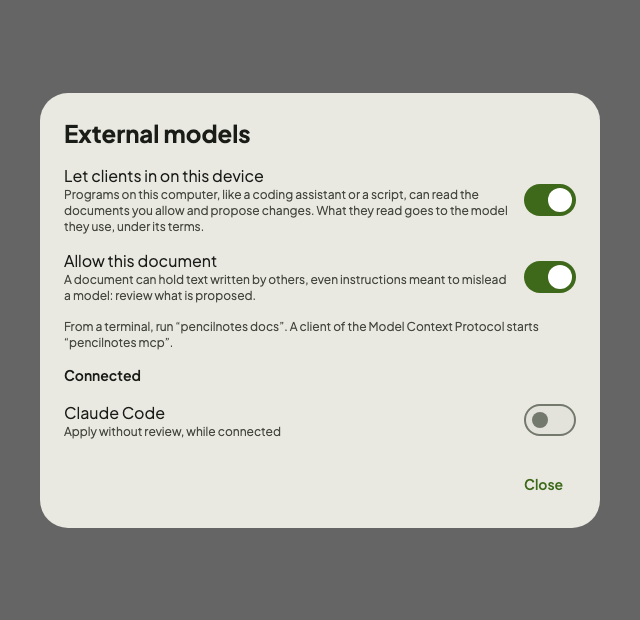 External models
Let clients in on this device
Programs on this computer, like a coding assistant or a script, can read the
documents you allow and propose changes. What they read goes to the model
they use, under its terms.
Allow this document
A document can hold text written by others, even instructions meant to mislead
a model: review what is proposed.
From a terminal, run “pencilnotes docs”. A client of the Model Context Protocol starts
“pencilnotes mcp”.
Connected
Claude Code
Apply without review, while connected
Close